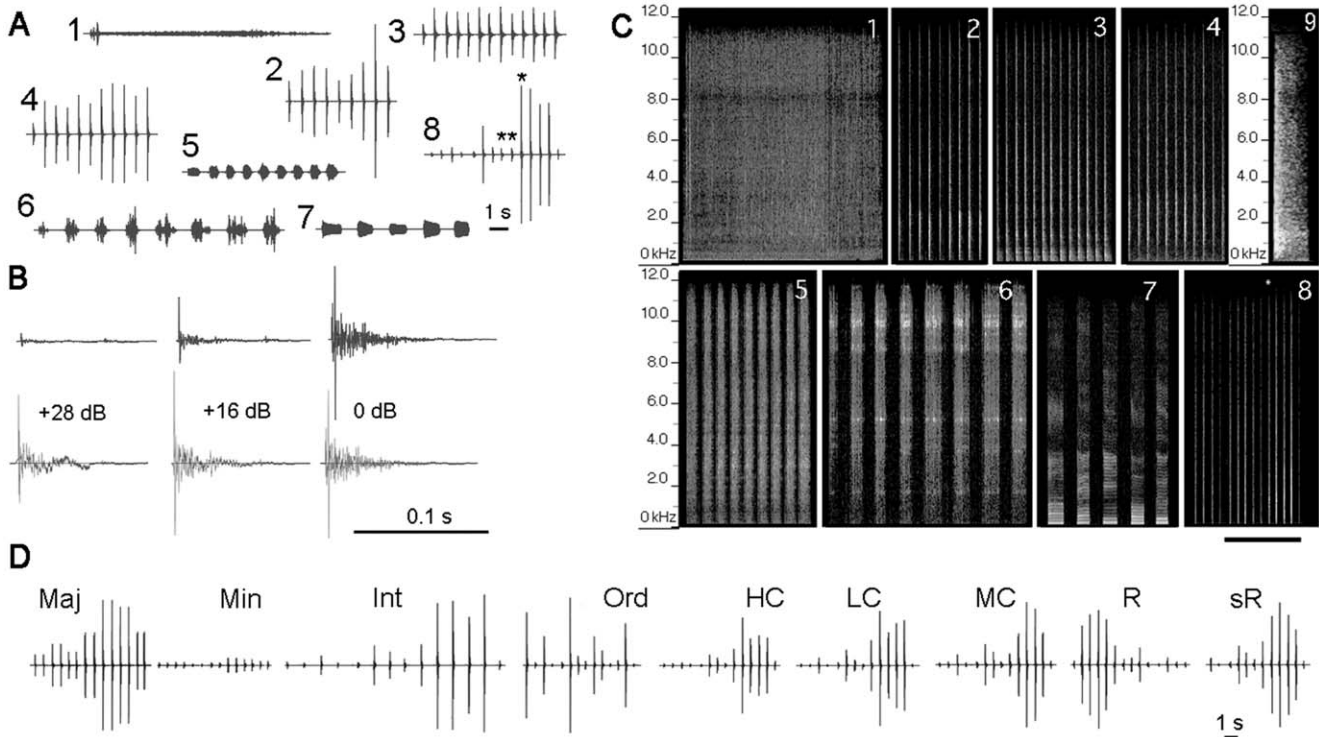 A
1
2
3
4
5
6
7
8
*
**
1 s
B
+28 dB
+16 dB
0 dB
0.1 s
C
12.0
10.0
8.0
6.0
4.0
2.0
0 kHz
1
2
3
4
12.0
10.0
8.0
6.0
4.0
2.0
0 kHz
9
12.0
10.0
8.0
6.0
4.0
2.0
0 kHz
5
6
7
*
8
D
Maj
Min
Int
Ord
HC
LC
MC
R
sR
1 s